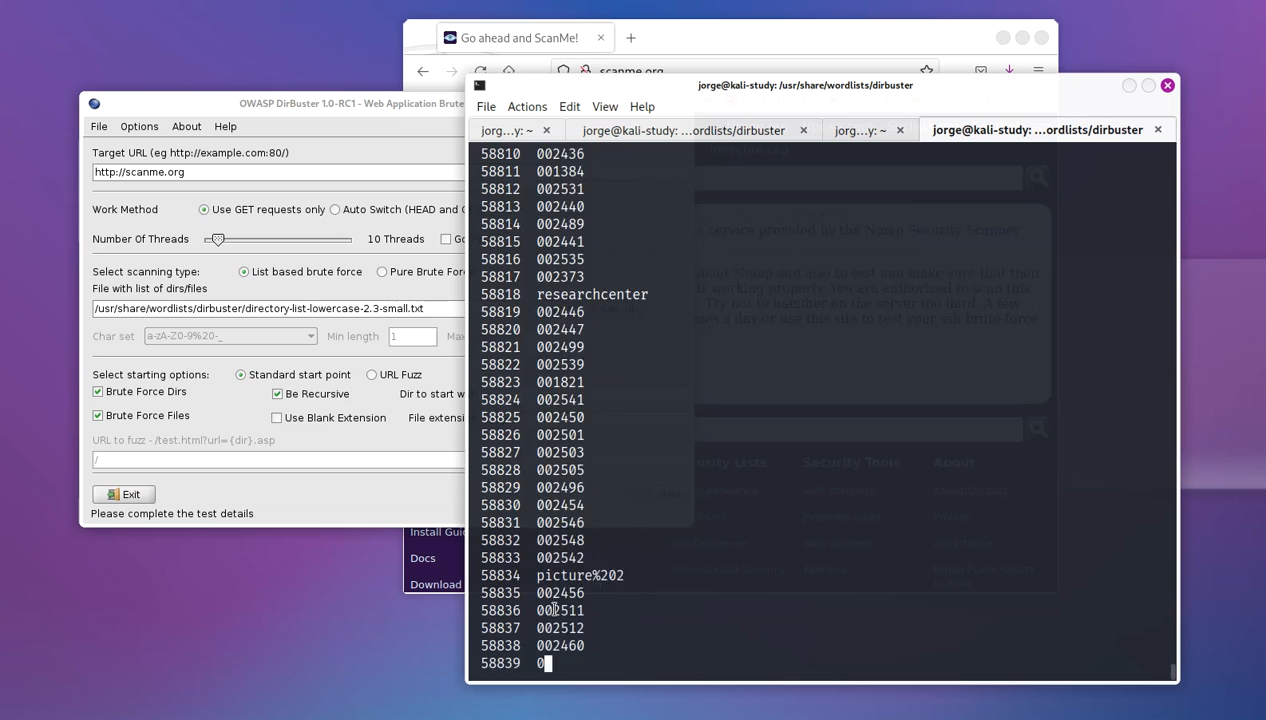 Go ahead and ScanMe!
scanme.org
OWASP DirBuster 1.0-RC1 - Web Application Brute
File Options About Help
Target URL (eg http://example.com:80/)
http://scanme.org
Work Method
Use GET requests only
Auto Switch (HEAD and G
Number Of Threads
10 Threads
Go
Select scanning type:
List based brute force
Pure Brute For
File with list of dirs/files
/usr/share/wordlists/dirbuster/directory-list-lowercase-2.3-small.txt
Char set
a-zA-Z0-9%20-_
Min length
1
Max
Select starting options:
Standard start point
URL Fuzz
Brute Force Dirs
Be Recursive
Dir to start w
Brute Force Files
Use Blank Extension
File extensi
URL to fuzz - /test.html?url={dir}.asp
/
Exit
Please complete the test details
jorge@kali-study: /usr/share/wordlists/dirbuster
File Actions Edit View Help
jorg...y: ~
jorge@kali-study: ...ordlists/dirbuster
jorg...y: ~
jorge@kali-study: ...ordlists/dirbuster
58810 002436
58811 001384
58812 002531
58813 002440
58814 002489
58815 002441
58816 002535
58817 002373
58818 researchcenter
58819 002446
58820 002447
58821 002499
58822 002539
58823 001821
58824 002541
58825 002450
58826 002501
58827 002503
58828 002505
58829 002496
58830 002454
58831 002546
58832 002548
58833 002542
58834 picture%202
58835 002456
58836 002511
58837 002512
58838 002460
58839 0
Install Guid
Docs
Download
Security Tools
About